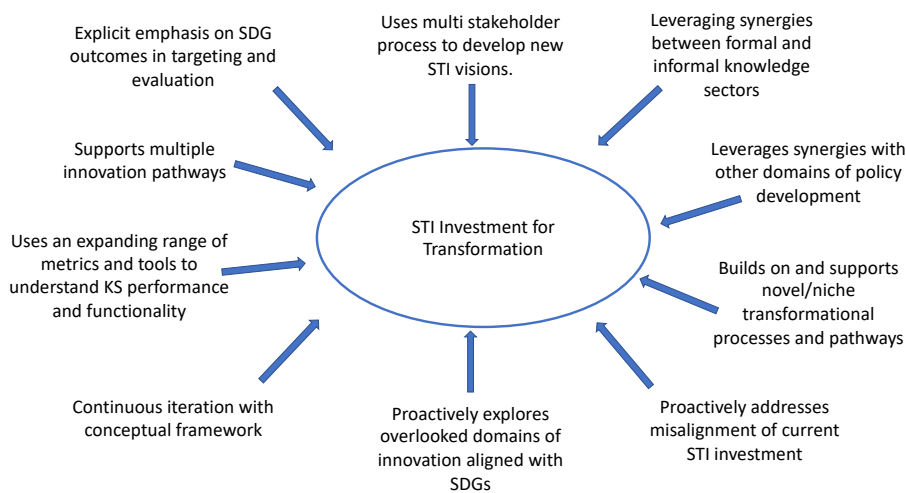 Explicit emphasis on SDG
outcomes in targeting and
evaluation
Uses multi stakeholder
process to develop new
STI visions.
Leveraging synergies
between formal and
informal knowledge
sectors
Supports multiple
innovation pathways
Leverages synergies with
other domains of policy
development
STI Investment for
Transformation
Uses an expanding range of
metrics and tools to
understand KS performance
and functionality
Builds on and supports
novel/niche
transformational
processes and pathways
Continuous iteration with
conceptual framework
Proactively explores
overlooked domains of
innovation aligned with
SDGs
Proactively addresses
misalignment of current
STI investment